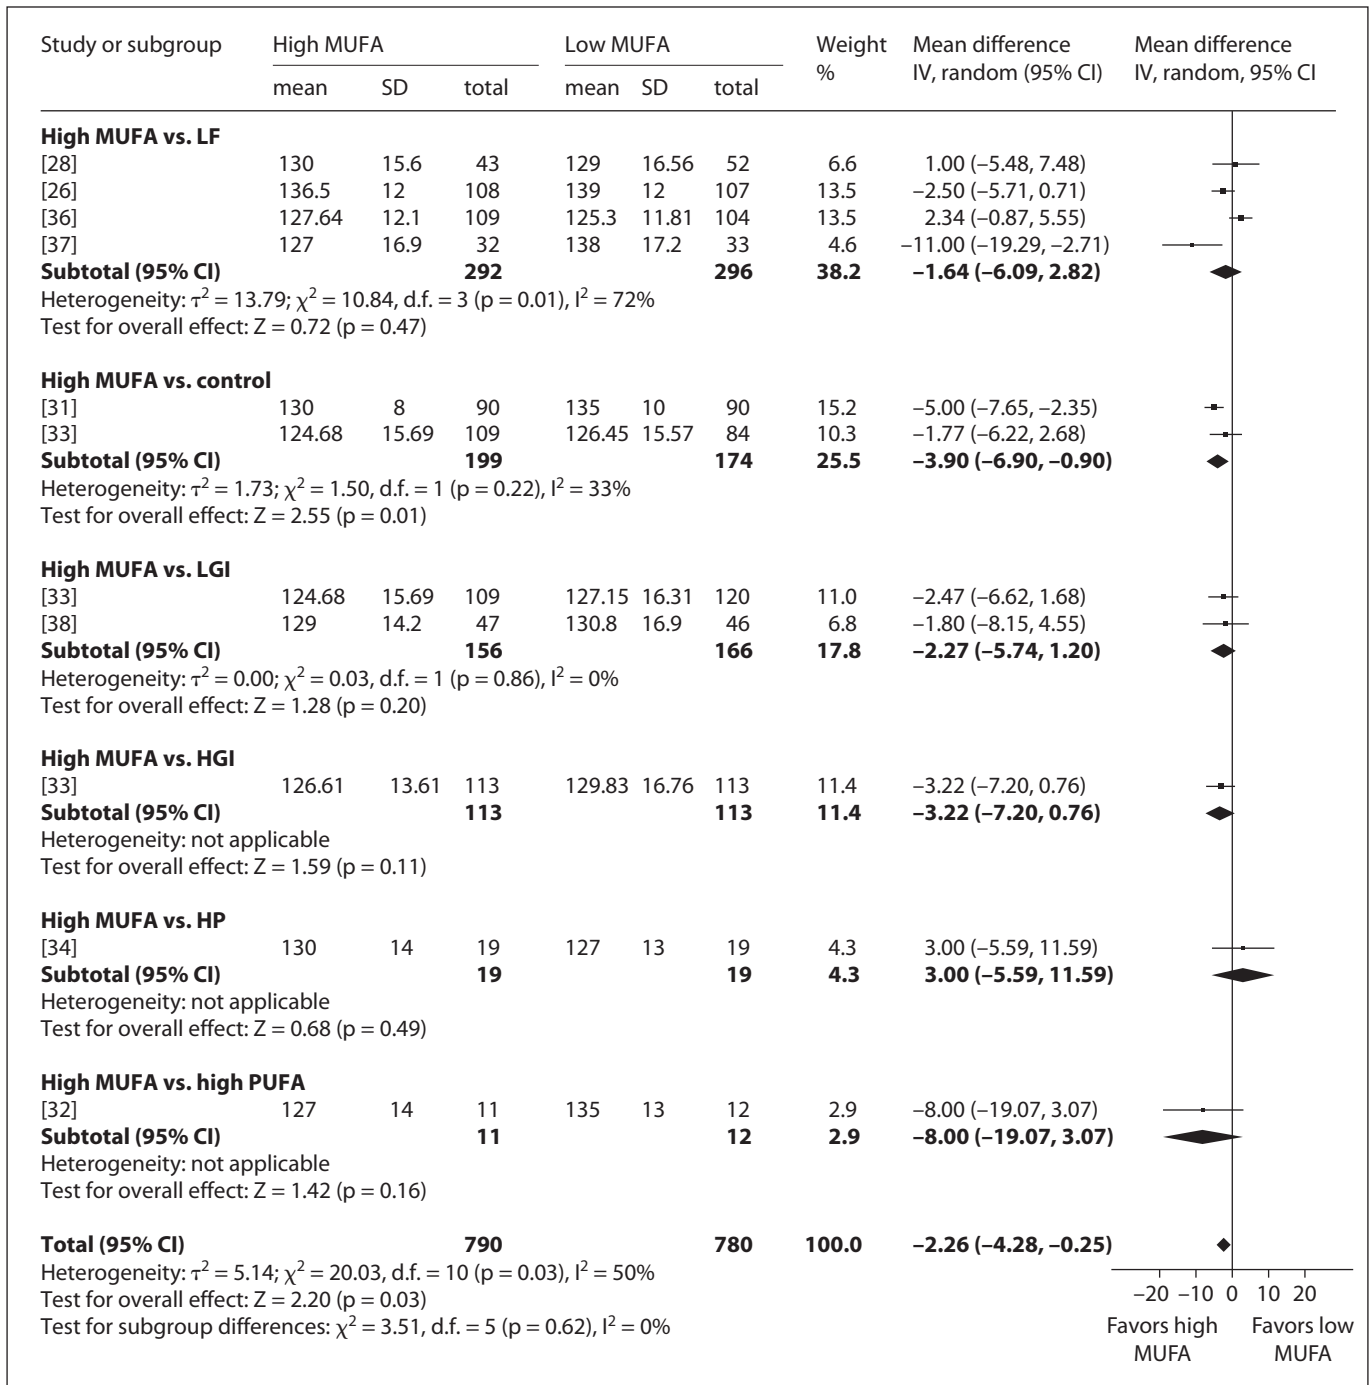 Study or subgroup High MUFA Low MUFA Weight % Mean difference IV, random (95% CI) Mean difference IV, random, 95% CI
mean SD total mean SD total
High MUFA vs. LF
[28] 130 15.6 43 129 16.56 52 6.6 1.00 (–5.48, 7.48)
[26] 136.5 12 108 139 12 107 13.5 –2.50 (–5.71, 0.71)
[36] 127.64 12.1 109 125.3 11.81 104 13.5 2.34 (–0.87, 5.55)
[37] 127 16.9 32 138 17.2 33 4.6 –11.00 (–19.29, –2.71)
Subtotal (95% CI) 292 296 38.2 –1.64 (–6.09, 2.82)
Heterogeneity: τ² = 13.79; χ² = 10.84, d.f. = 3 (p = 0.01), I² = 72%
Test for overall effect: Z = 0.72 (p = 0.47)
High MUFA vs. control
[31] 130 8 90 135 10 90 15.2 –5.00 (–7.65, –2.35)
[33] 124.68 15.69 109 126.45 15.57 84 10.3 –1.77 (–6.22, 2.68)
Subtotal (95% CI) 199 174 25.5 –3.90 (–6.90, –0.90)
Heterogeneity: τ² = 1.73; χ² = 1.50, d.f. = 1 (p = 0.22), I² = 33%
Test for overall effect: Z = 2.55 (p = 0.01)
High MUFA vs. LGI
[33] 124.68 15.69 109 127.15 16.31 120 11.0 –2.47 (–6.62, 1.68)
[38] 129 14.2 47 130.8 16.9 46 6.8 –1.80 (–8.15, 4.55)
Subtotal (95% CI) 156 166 17.8 –2.27 (–5.74, 1.20)
Heterogeneity: τ² = 0.00; χ² = 0.03, d.f. = 1 (p = 0.86), I² = 0%
Test for overall effect: Z = 1.28 (p = 0.20)
High MUFA vs. HGI
[33] 126.61 13.61 113 129.83 16.76 113 11.4 –3.22 (–7.20, 0.76)
Subtotal (95% CI) 113 113 11.4 –3.22 (–7.20, 0.76)
Heterogeneity: not applicable
Test for overall effect: Z = 1.59 (p = 0.11)
High MUFA vs. HP
[34] 130 14 19 127 13 19 4.3 3.00 (–5.59, 11.59)
Subtotal (95% CI) 19 19 4.3 3.00 (–5.59, 11.59)
Heterogeneity: not applicable
Test for overall effect: Z = 0.68 (p = 0.49)
High MUFA vs. high PUFA
[32] 127 14 11 135 13 12 2.9 –8.00 (–19.07, 3.07)
Subtotal (95% CI) 11 12 2.9 –8.00 (–19.07, 3.07)
Heterogeneity: not applicable
Test for overall effect: Z = 1.42 (p = 0.16)
Total (95% CI) 790 780 100.0 –2.26 (–4.28, –0.25)
Heterogeneity: τ² = 5.14; χ² = 20.03, d.f. = 10 (p = 0.03), I² = 50%
Test for overall effect: Z = 2.20 (p = 0.03)
Test for subgroup differences: χ² = 3.51, d.f. = 5 (p = 0.62), I² = 0%
–20 –10 0 10 20
Favors high MUFA Favors low MUFA